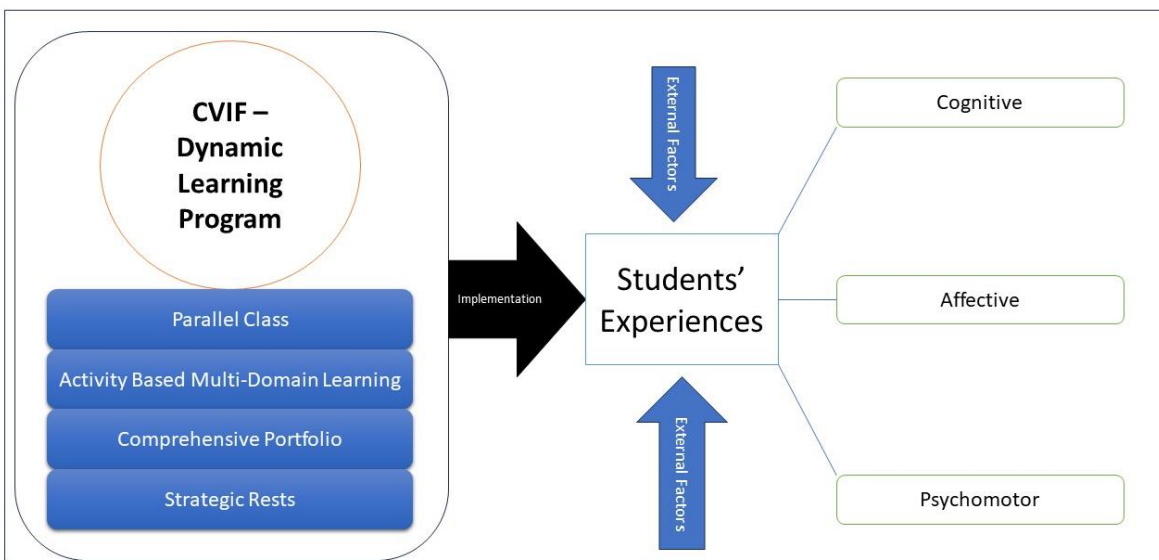 CVIF –
Dynamic
Learning
Program
Parallel Class
Activity Based Multi-Domain Learning
Comprehensive Portfolio
Strategic Rests
Implementation
External Factors
Students’
Experiences
External Factors
Cognitive
Affective
Psychomotor